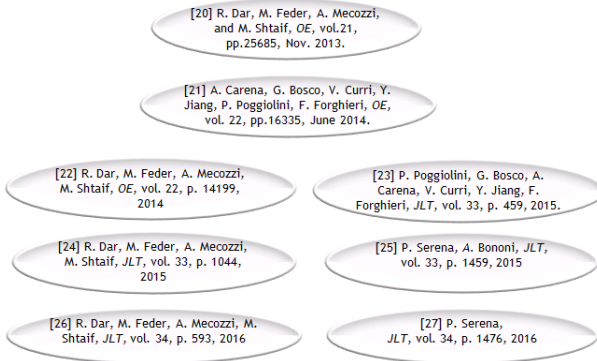 [20] R. Dar, M. Feder, A. Mecozzi,
and M. Shtaif, OE, vol.21,
pp.25685, Nov. 2013.
[21] A. Carena, G. Bosco, V. Curri, Y.
Jiang, P. Poggiolini, F. Forghieri, OE,
vol. 22, pp.16335, June 2014.
[22] R. Dar, M. Feder, A. Mecozzi,
M. Shtaif, OE, vol. 22, p. 14199,
2014
[23] P. Poggiolini, G. Bosco, A.
Carena, V. Curri, Y. Jiang, F.
Forghieri, JLT, vol. 33, p. 459, 2015.
[24] R. Dar, M. Feder, A. Mecozzi,
M. Shtaif, JLT, vol. 33, p. 1044,
2015
[25] P. Serena, A. Bononi, JLT,
vol. 33, p. 1459, 2015
[26] R. Dar, M. Feder, A. Mecozzi, M.
Shtaif, JLT, vol. 34, p. 593, 2016
[27] P. Serena,
JLT, vol. 34, p. 1476, 2016